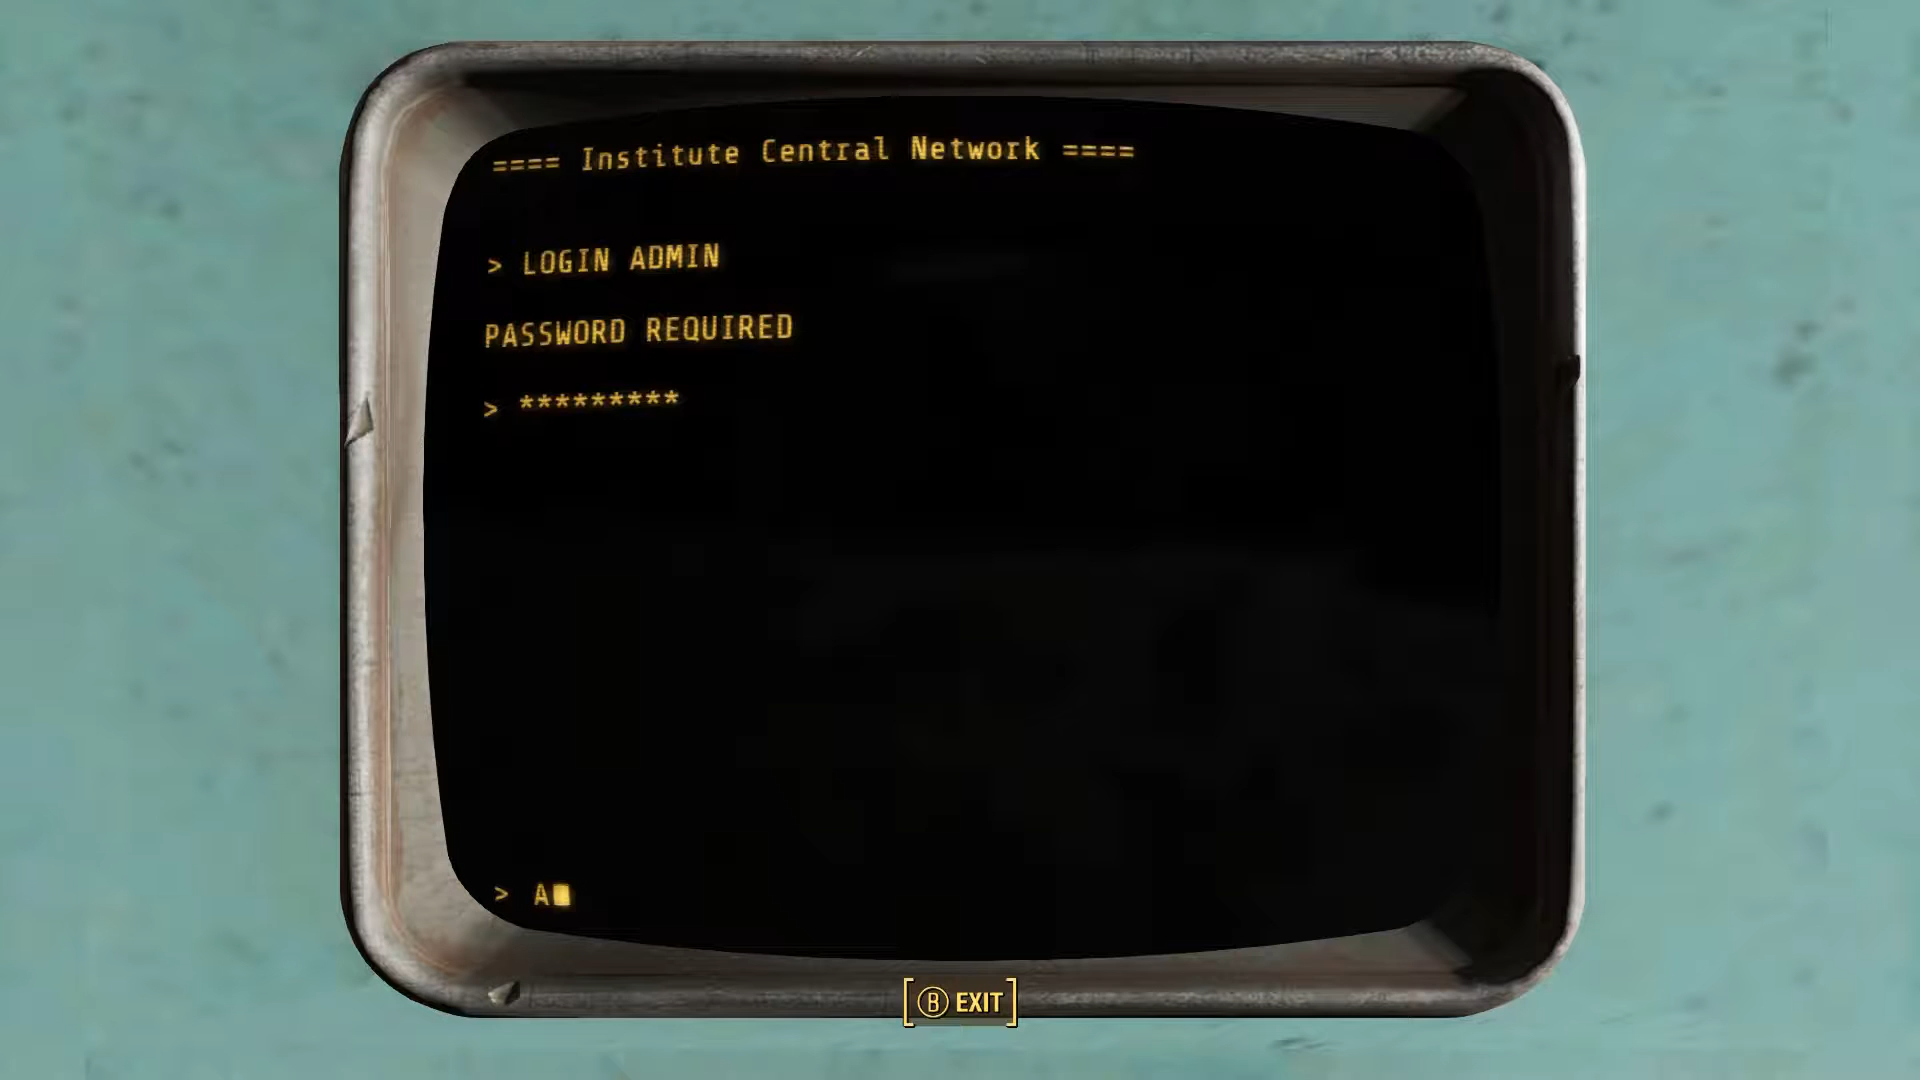 ==== Institute Central Network ====
> LOGIN ADMIN
PASSWORD REQUIRED
> *********
> A
[Ⓑ EXIT]